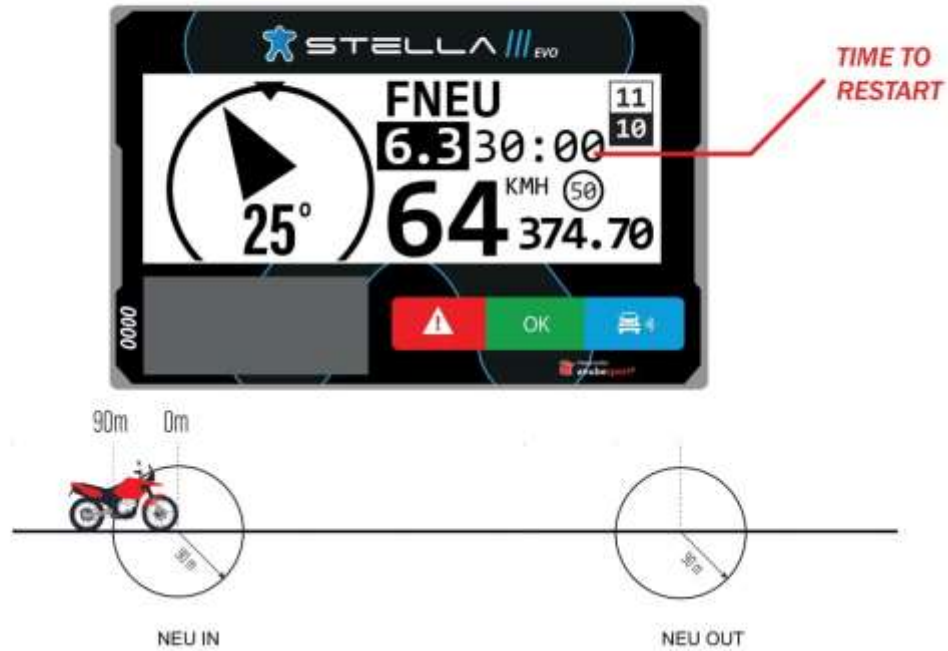 STELLA III EVO
TIME TO
RESTART
FNEU
11
10
6.3 30:00
64 KMH 50
374.70
25°
0000
OK
anubesport
90m 0m
90 m
90 m
NEU IN
NEU OUT